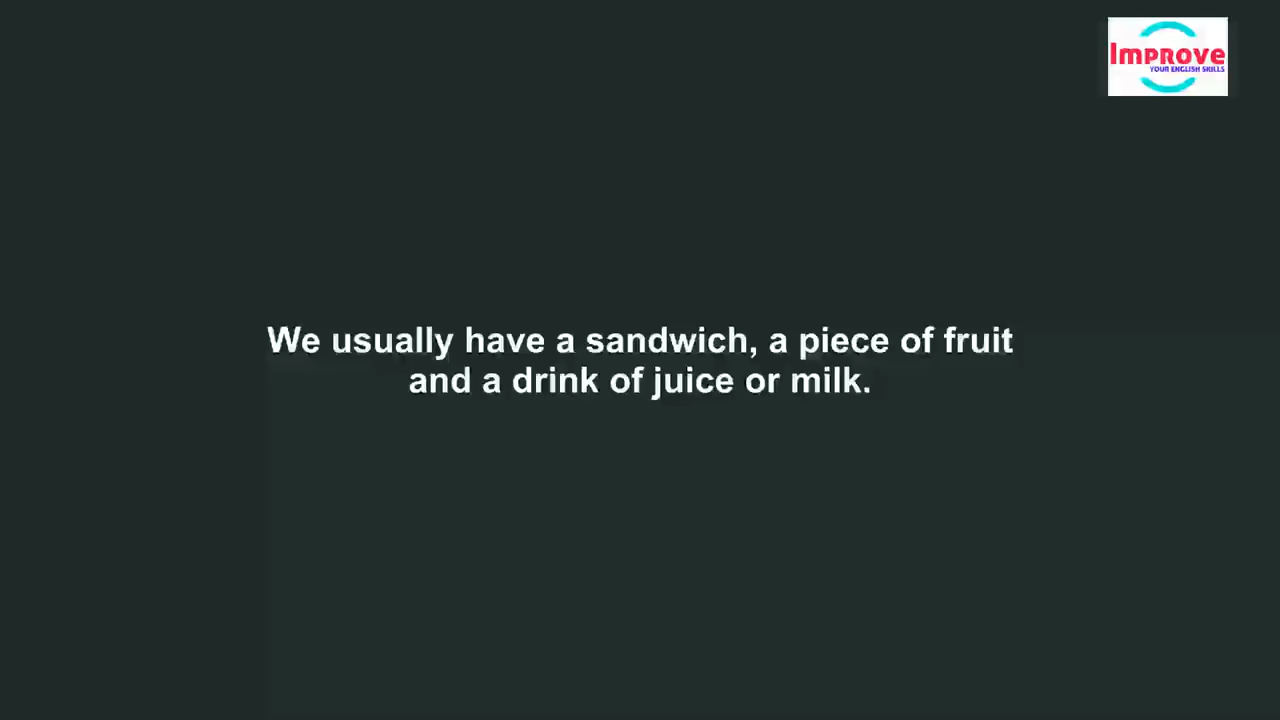 Improve
YOUR ENGLISH SKILLS
We usually have a sandwich, a piece of fruit
and a drink of juice or milk.